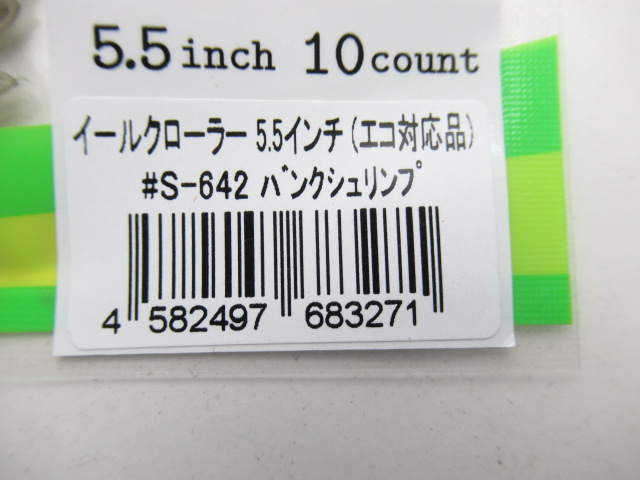 5.5 inch 10 count
イールクローラー 5.5インチ(エコ対応品)
#S-642 バンクシュリンプ
4 582497 683271